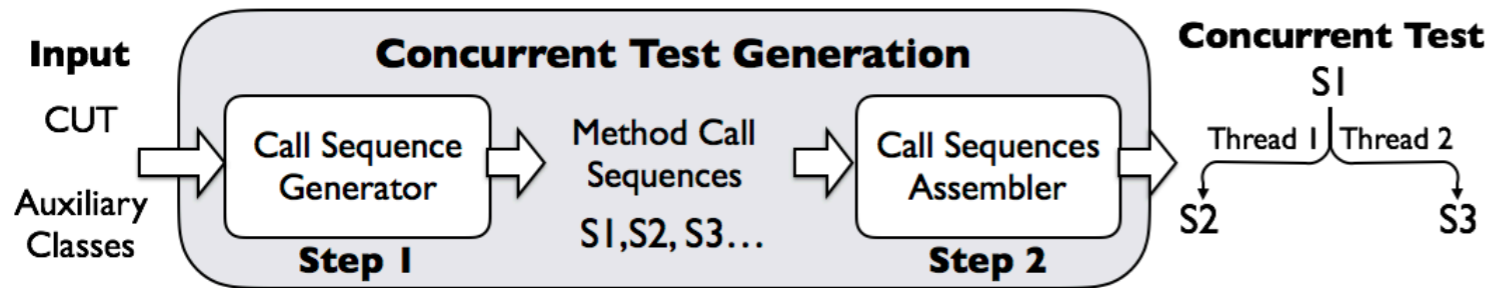 Input
CUT
Auxiliary
Classes
Concurrent Test Generation
Call Sequence
Generator
Step 1
Method Call
Sequences
S1,S2, S3...
Call Sequences
Assembler
Step 2
Concurrent Test
S1
Thread 1
Thread 2
S2
S3